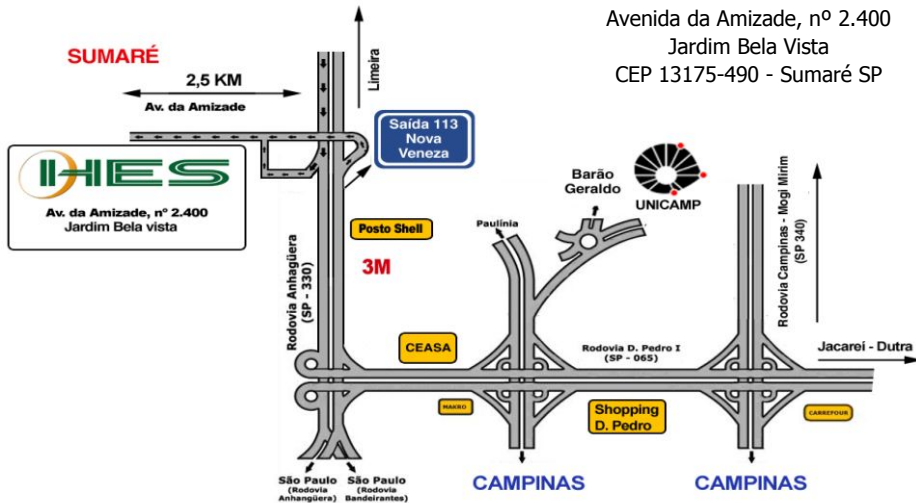 Avenida da Amizade, nº 2.400
Jardim Bela Vista
CEP 13175-490 - Sumaré SP
SUMARÉ
2,5 KM
Av. da Amizade
Limeira
Saída 113
Nova
Veneza
HES
Av. da Amizade, nº 2.400
Jardim Bela vista
Posto Shell
3M
Rodovia Anhagüera
(SP - 330)
Barão
Geraldo
UNICAMP
Paulínia
Rodovia Campinas - Mogi Mirim
(SP 340)
CEASA
Rodovia D. Pedro I
(SP - 065)
Jacareí - Dutra
MAKRO
Shopping
D. Pedro
CARREFOUR
São Paulo
(Rodovia
Anhangüera)
São Paulo
(Rodovia
Bandeirantes)
CAMPINAS
CAMPINAS